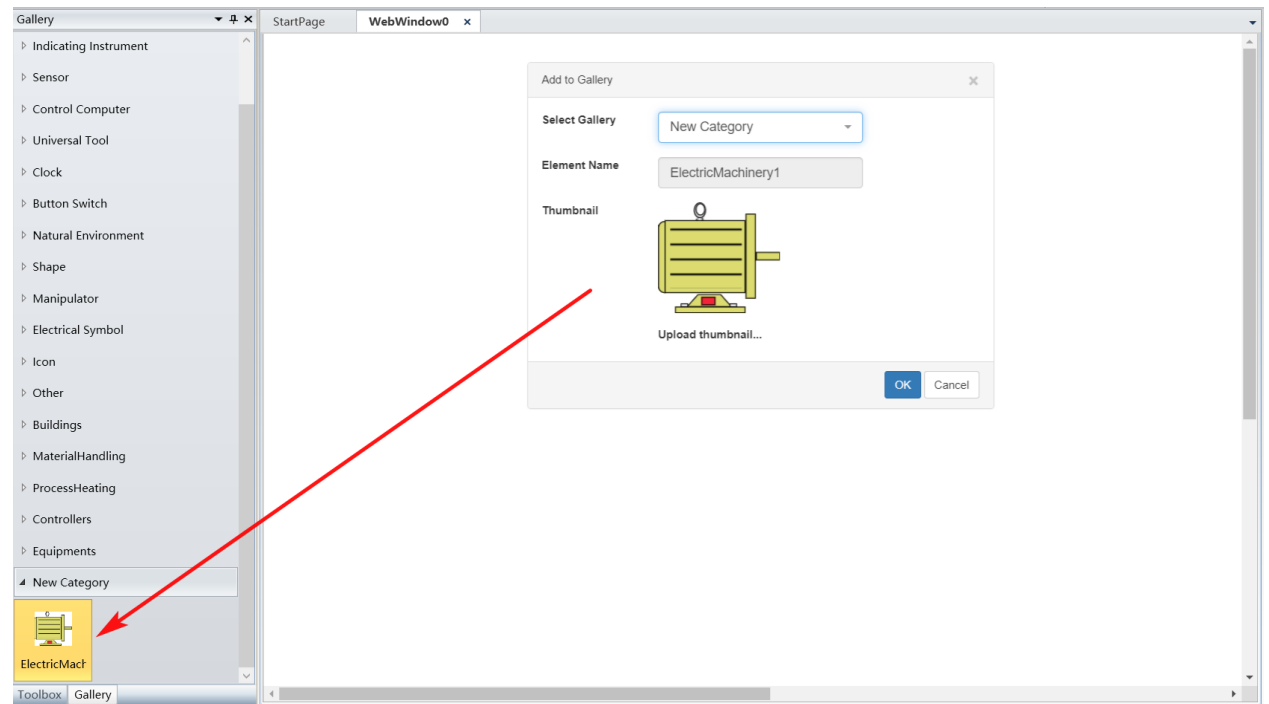 Gallery
Indicating Instrument
Sensor
Control Computer
Universal Tool
Clock
Button Switch
Natural Environment
Shape
Manipulator
Electrical Symbol
Icon
Other
Buildings
MaterialHandling
ProcessHeating
Controllers
Equipments
New Category
ElectricMach
Toolbox Gallery
StartPage WebWindow0 ×
Add to Gallery ×
Select Gallery New Category
Element Name ElectricMachinery1
Thumbnail
Upload thumbnail...
OK Cancel